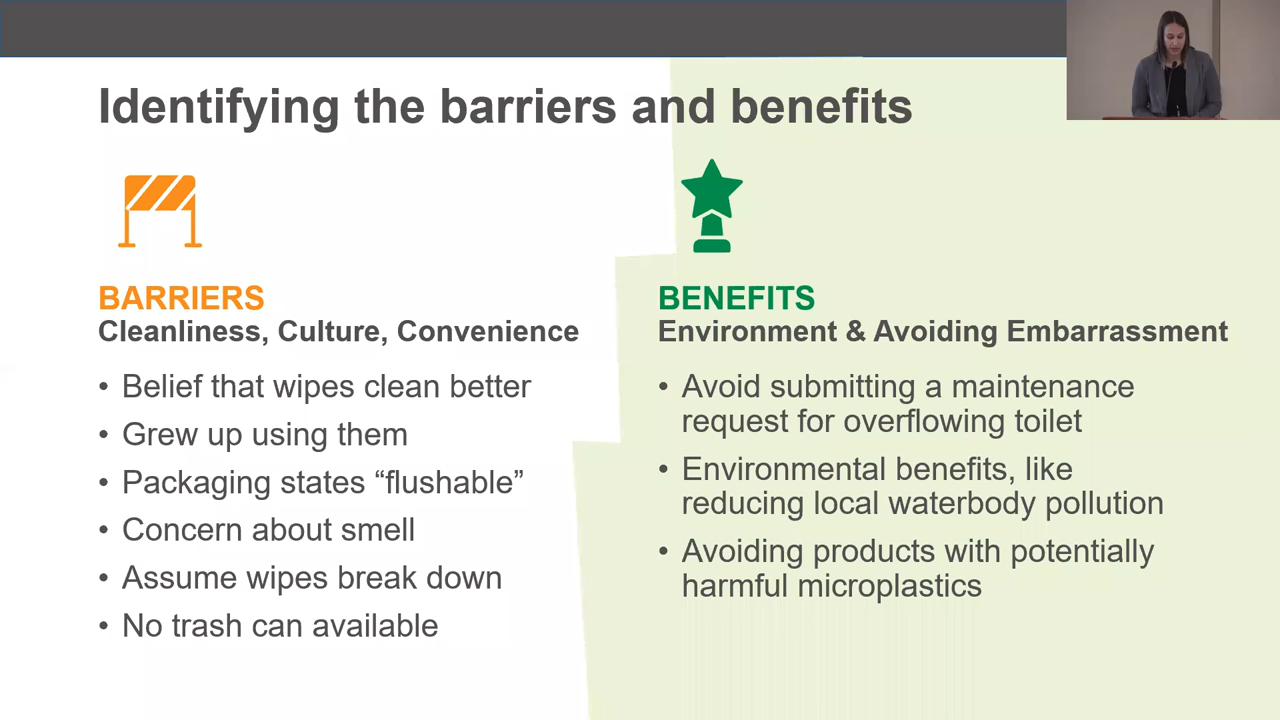 Identifying the barriers and benefits
BARRIERS
Cleanliness, Culture, Convenience
• Belief that wipes clean better
• Grew up using them
• Packaging states “flushable”
• Concern about smell
• Assume wipes break down
• No trash can available
BENEFITS
Environment & Avoiding Embarrassment
• Avoid submitting a maintenance
request for overflowing toilet
• Environmental benefits, like
reducing local waterbody pollution
• Avoiding products with potentially
harmful microplastics